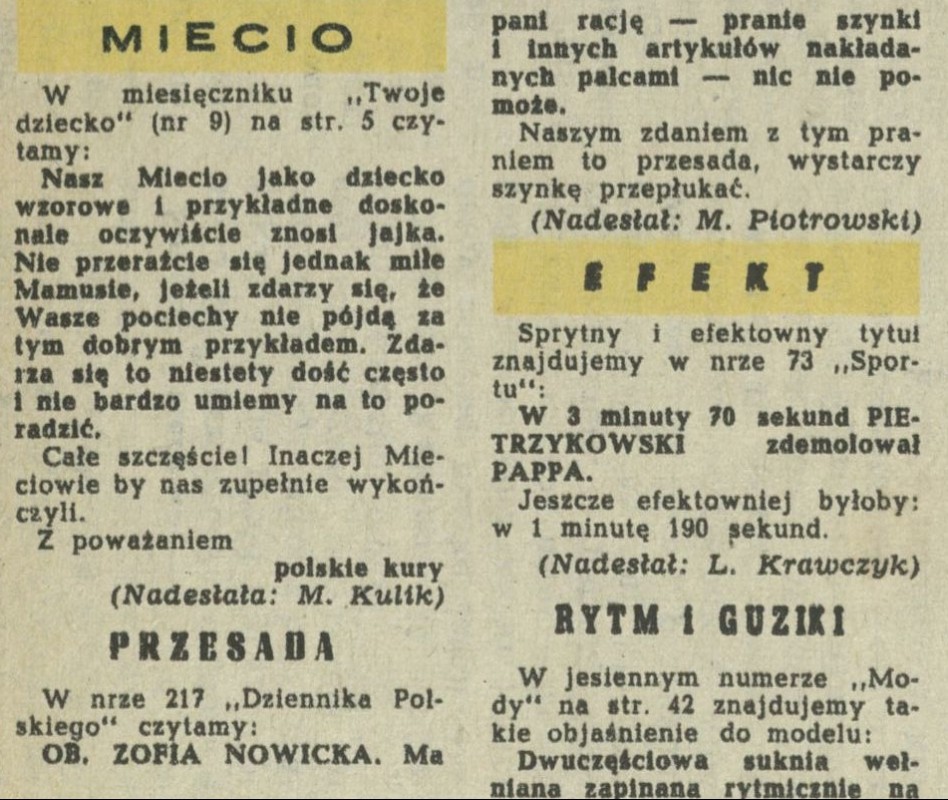 MIECIO
W miesięczniku „Twoje
dziecko“ (nr 9) na str. 5 czy-
tamy:
Nasz Miecio jako dziecko
wzorowe i przykładne dosko-
nale oczywiście znosi jajka.
Nie przeraźcie się jednak miłe
Mamusie, jeżeli zdarzy się, że
Wasze pociechy nie pójdą za
tym dobrym przykładem. Zda-
rza się to niestety dość często
i nie bardzo umiemy na to po-
radzić.
Całe szczęście! Inaczej Mie-
ciowie by nas zupełnie wykoń-
czyli.
Z poważaniem
polskie kury
(Nadesłała: M. Kulik)
PRZESADA
W nrze 217 „Dziennika Pol-
skiego“ czytamy:
OB. ZOFIA NOWICKA. Ma
pani rację — pranie szynki
i innych artykułów nakłada-
nych palcami — nic nie po-
może.
Naszym zdaniem z tym pra-
niem to przesada, wystarczy
szynkę przepłukać.
(Nadesłał: M. Piotrowski)
EFEKT
Sprytny i efektowny tytuł
znajdujemy w nrze 73 „Spor-
tu“:
W 3 minuty 70 sekund PIE-
TRZYKOWSKI zdemolował
PAPPA.
Jeszcze efektowniej byłoby:
w 1 minutę 190 sekund.
(Nadesłał: L. Krawczyk)
RYTM i GUZIKI
W jesiennym numerze „Mo-
dy“ na str. 42 znajdujemy ta-
kie objaśnienie do modelu:
Dwuczęściowa suknia weł-
niana zapinana rytmicznie na